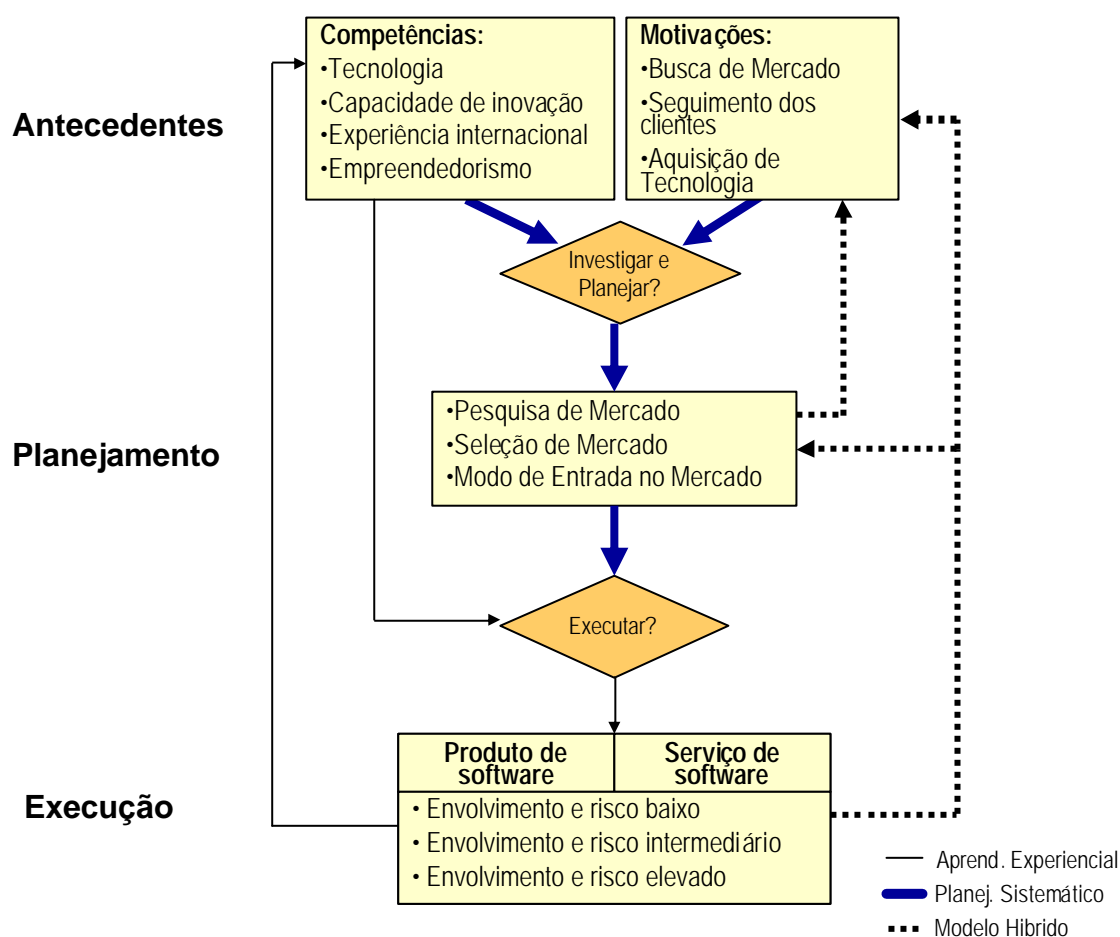 Antecedentes
Competências:
•Tecnologia
•Capacidade de inovação
•Experiência internacional
•Empreendedorismo
Motivações:
•Busca de Mercado
•Seguimento dos
clientes
•Aquisição de
Tecnologia
Investigar e
Planejar?
Planejamento
•Pesquisa de Mercado
•Seleção de Mercado
•Modo de Entrada no Mercado
Executar?
Execução
Produto de
software
Serviço de
software
• Envolvimento e risco baixo
• Envolvimento e risco intermediário
• Envolvimento e risco elevado
Aprend. Experiencial
Planej. Sistemático
Modelo Hibrido